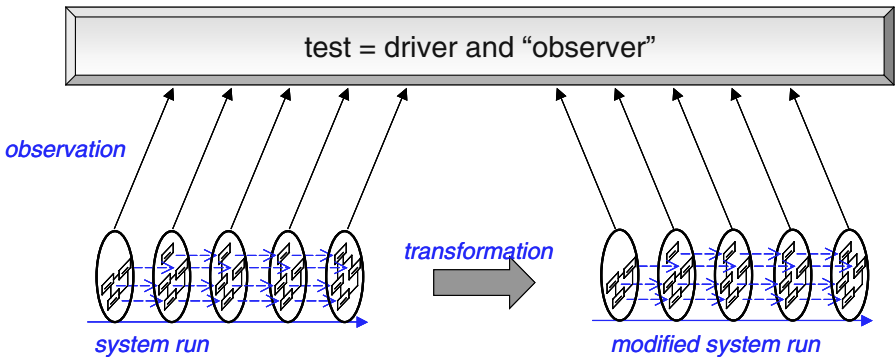 test = driver and “observer”
observation
transformation
system run
modified system run